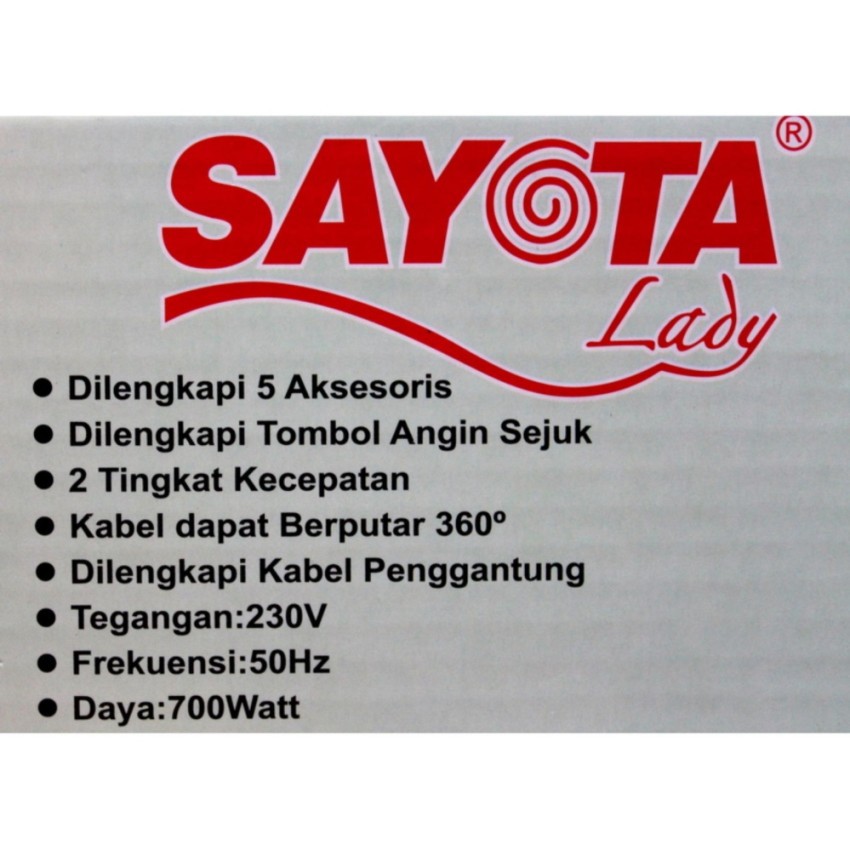 SAYOTA®
Lady
● Dilengkapi 5 Aksesoris
● Dilengkapi Tombol Angin Sejuk
● 2 Tingkat Kecepatan
● Kabel dapat Berputar 360º
● Dilengkapi Kabel Penggantung
● Tegangan:230V
● Frekuensi:50Hz
● Daya:700Watt